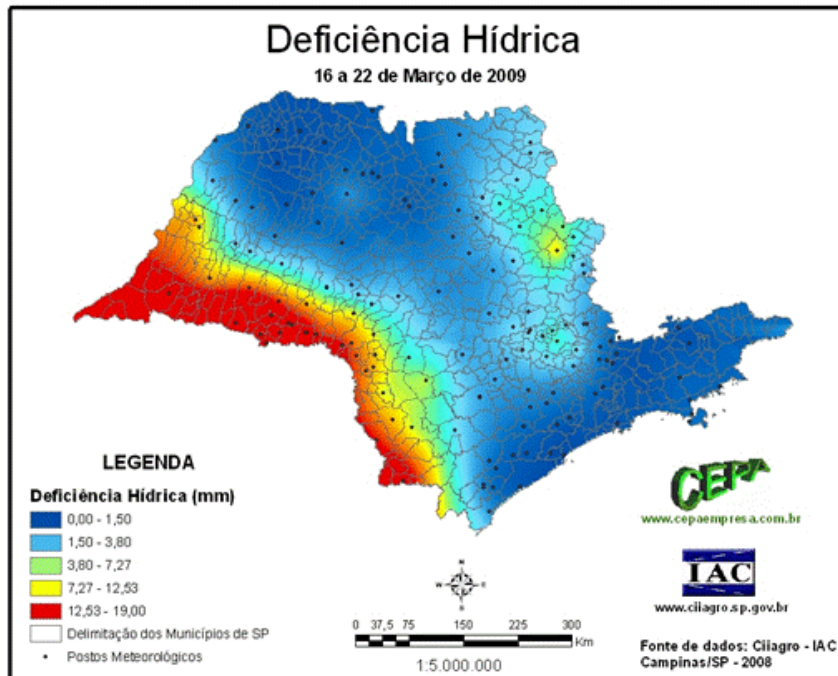 Deficiência Hídrica
16 a 22 de Março de 2009
LEGENDA
Deficiência Hídrica (mm)
0,00 - 1,50
1,50 - 3,80
3,80 - 7,27
7,27 - 12,53
12,53 - 19,00
Delimitação dos Municípios de SP
Postos Meteorológicos
N
W E
S
0 37,5 75 150 225 300
Km
1:5.000.000
CEPA
www.cepaempresa.com.br
IAC
www.ciiagro.sp.gov.br
Fonte de dados: Ciiagro - IAC
Campinas/SP - 2008